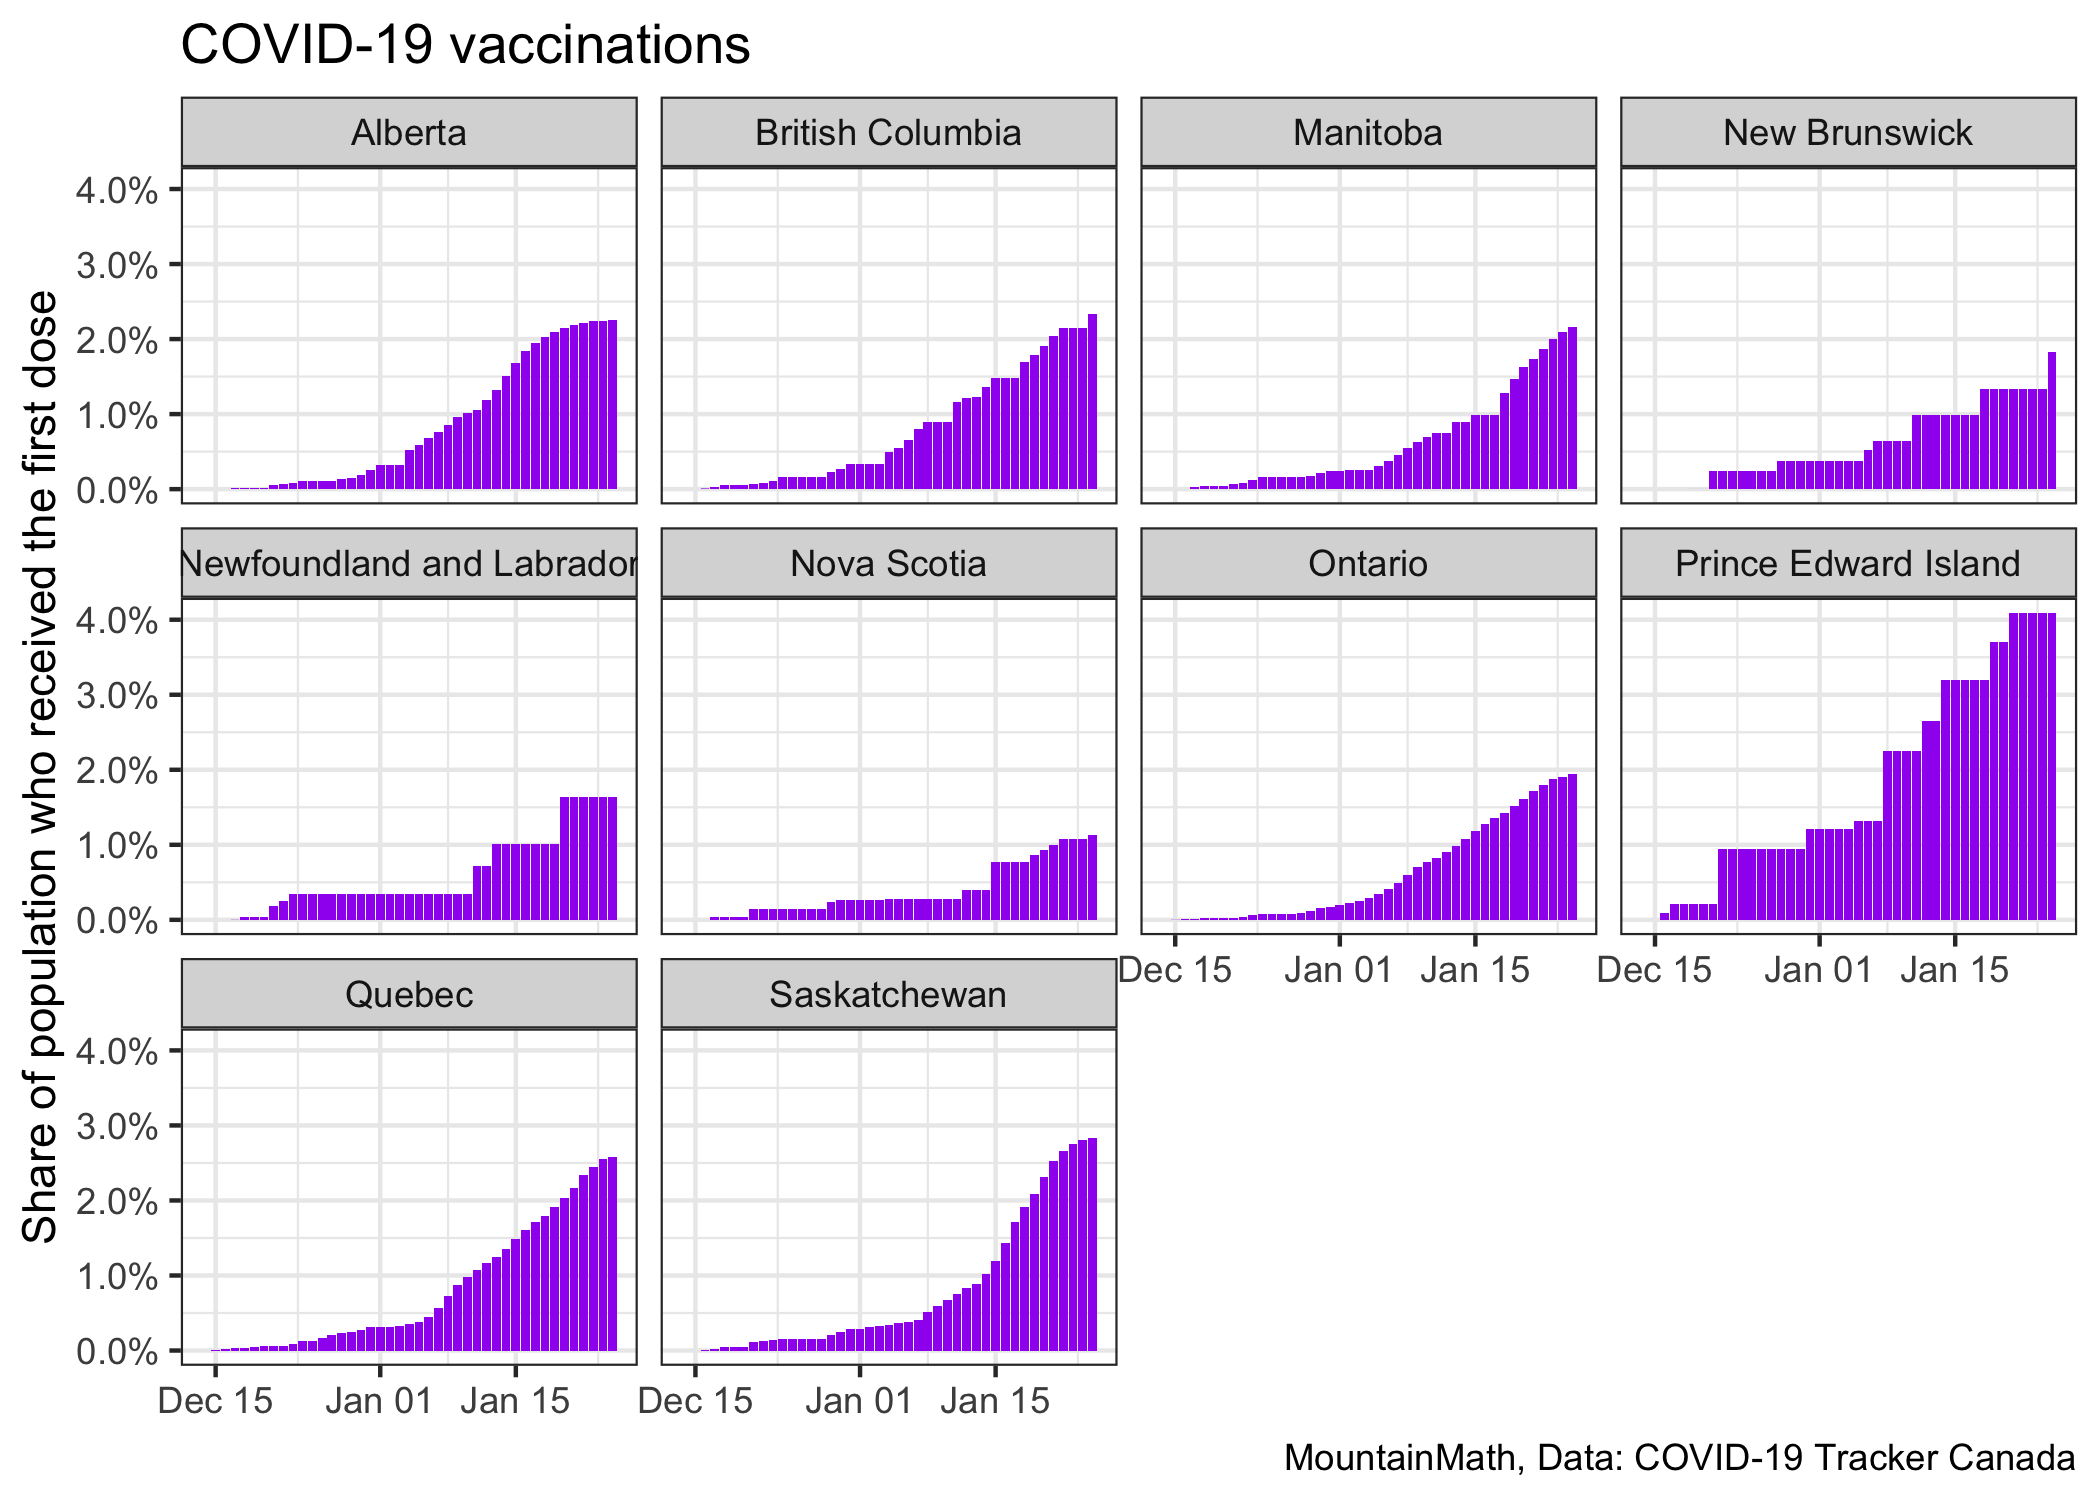 COVID-19 vaccinations
Share of population who received the first dose
Alberta
British Columbia
Manitoba
New Brunswick
4.0%
3.0%
2.0%
1.0%
0.0%
Newfoundland and Labrador
Nova Scotia
Ontario
Prince Edward Island
4.0%
3.0%
2.0%
1.0%
0.0%
Dec 15 Jan 01 Jan 15
Dec 15 Jan 01 Jan 15
Quebec
Saskatchewan
4.0%
3.0%
2.0%
1.0%
0.0%
Dec 15 Jan 01 Jan 15
Dec 15 Jan 01 Jan 15
MountainMath, Data: COVID-19 Tracker Canada